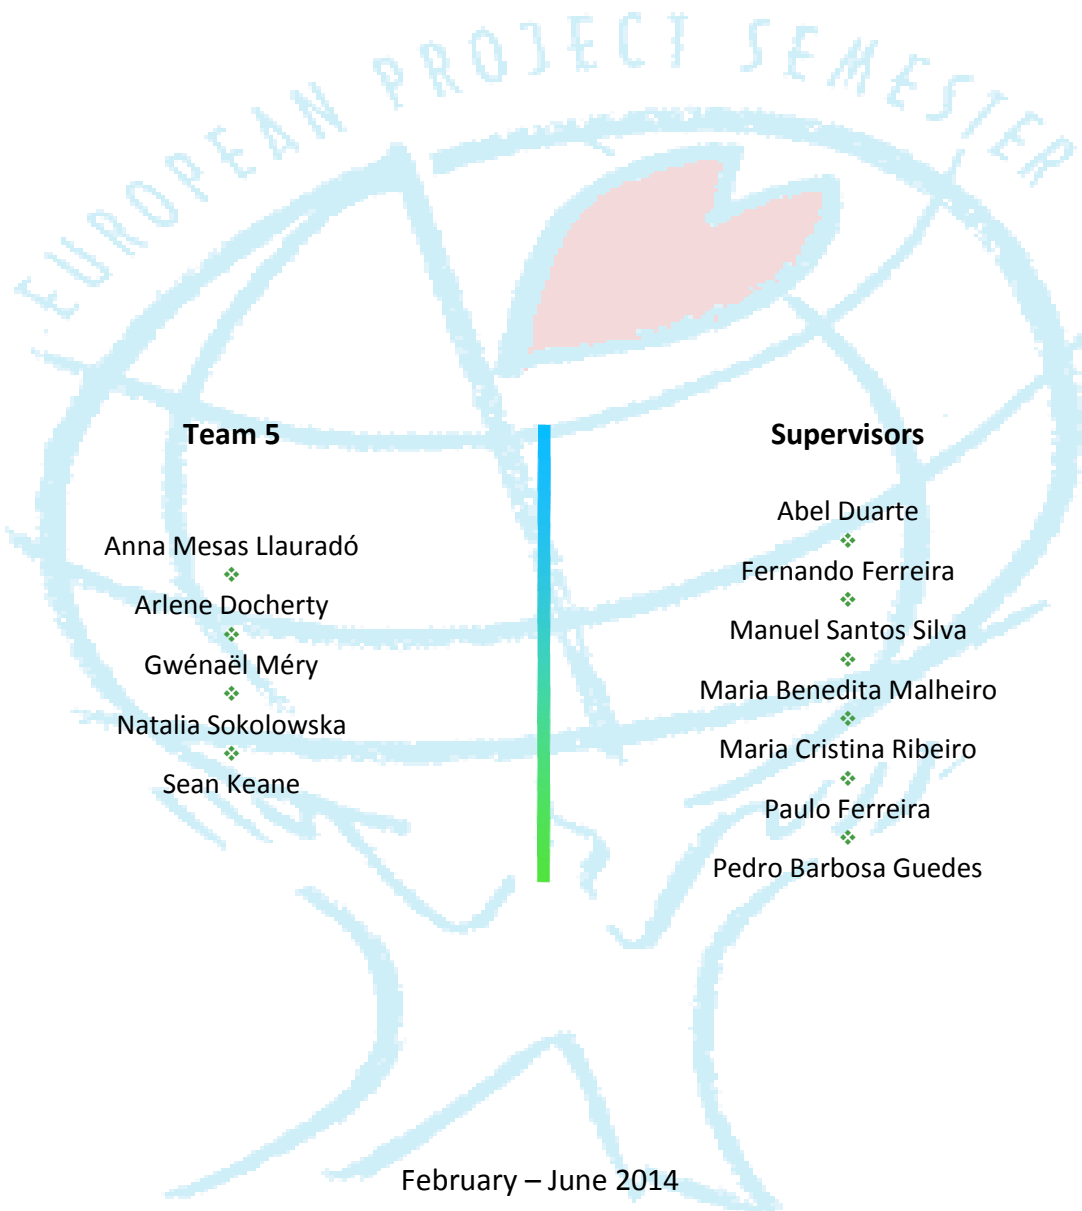 EUROPEAN PROJECT SEMESTER
Team 5
Anna Mesas Llauradó
Arlene Docherty
Gwénaël Méry
Natalia Sokolowska
Sean Keane
Supervisors
Abel Duarte
Fernando Ferreira
Manuel Santos Silva
Maria Benedita Malheiro
Maria Cristina Ribeiro
Paulo Ferreira
Pedro Barbosa Guedes
February – June 2014